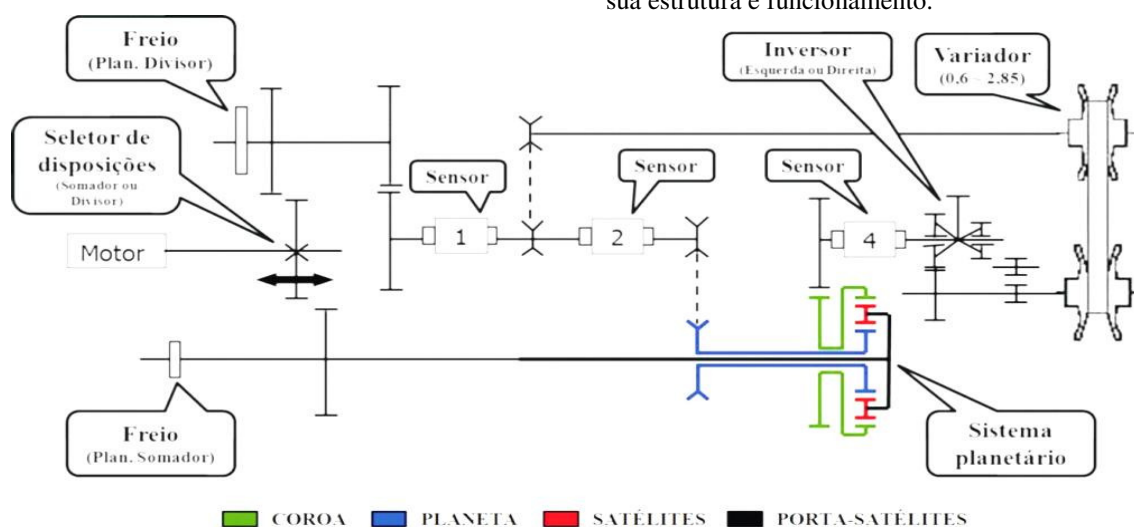 sua estrutura e funcionamento.
Freio
(Plan. Divisor)
Inversor
(Esquerda ou Direita)
Variador
(0,6 - 2,85)
Seletor de
disposições
(Somador ou
Divisor)
Sensor
Sensor
Sensor
Motor
1
2
4
Freio
(Plan. Somador)
Sistema
planetário
COROA
PLANETA
SATÉLITES
PORTA-SATÉLITES